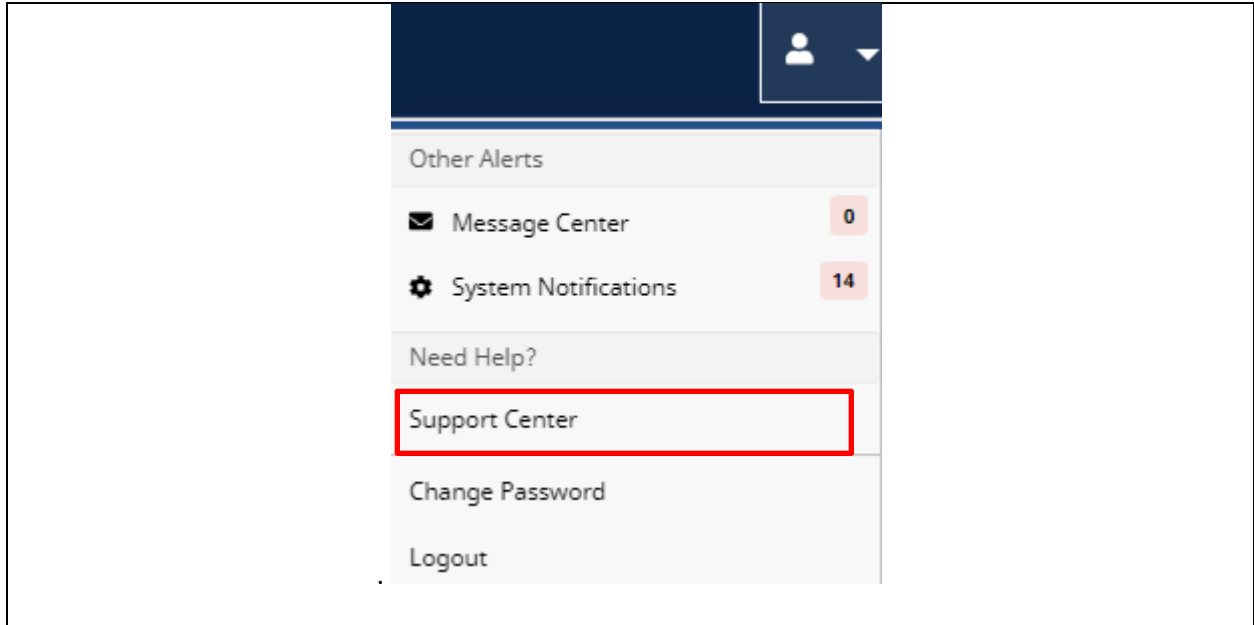 Other Alerts
Message Center 0
System Notifications 14
Need Help?
Support Center
Change Password
Logout
.